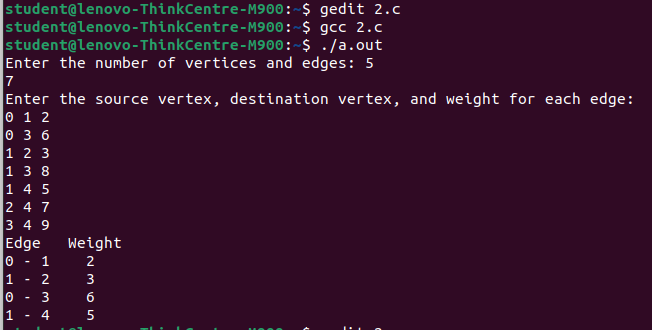 student@lenovo-ThinkCentre-M900:~$ gedit 2.c
student@lenovo-ThinkCentre-M900:~$ gcc 2.c
student@lenovo-ThinkCentre-M900:~$ ./a.out
Enter the number of vertices and edges: 5
7
Enter the source vertex, destination vertex, and weight for each edge:
0 1 2
0 3 6
1 2 3
1 3 8
1 4 5
2 4 7
3 4 9
Edge   Weight
0 - 1    2
1 - 2    3
0 - 3    6
1 - 4    5